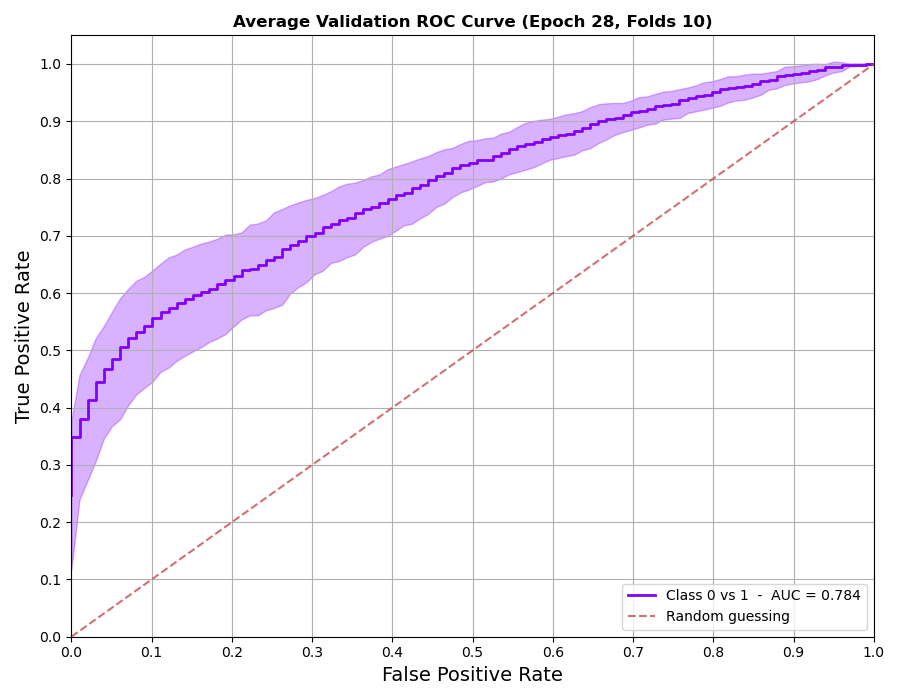 Average Validation ROC Curve (Epoch 28, Folds 10)
True Positive Rate
1.0
0.9
0.8
0.7
0.6
0.5
0.4
0.3
0.2
0.1
0.0
Class 0 vs 1 - AUC = 0.784
Random guessing
0.0 0.1 0.2 0.3 0.4 0.5 0.6 0.7 0.8 0.9 1.0
False Positive Rate